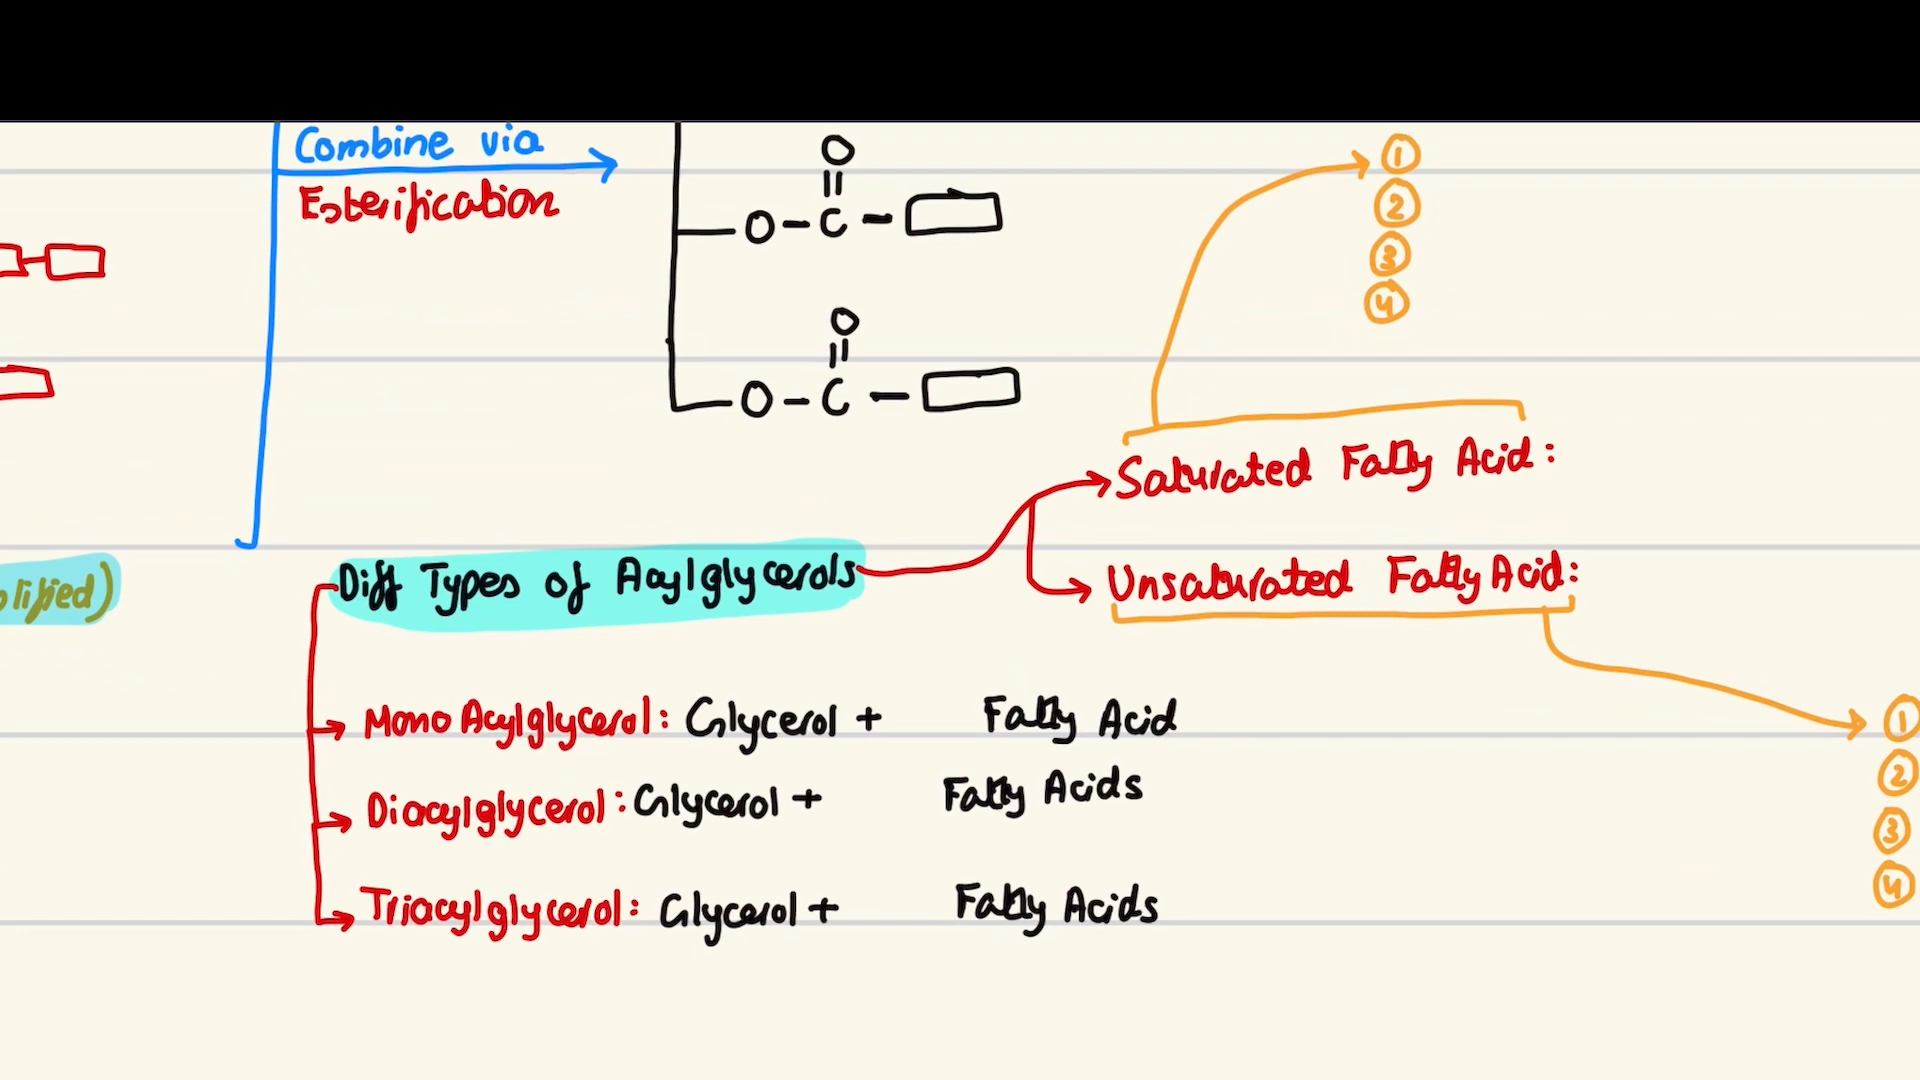 Combine via
Esterification
O
||
O - C -
O
||
O - C -
1
2
3
4
Saturated Fatty Acid:
Unsaturated Fatty Acid:
Diff Types of Acylglycerols
plified)
Mono Acylglycerol: Glycerol + Fatty Acid
Diacylglycerol: Glycerol + Fatty Acids
Triacylglycerol: Glycerol + Fatty Acids
1
2
3
4